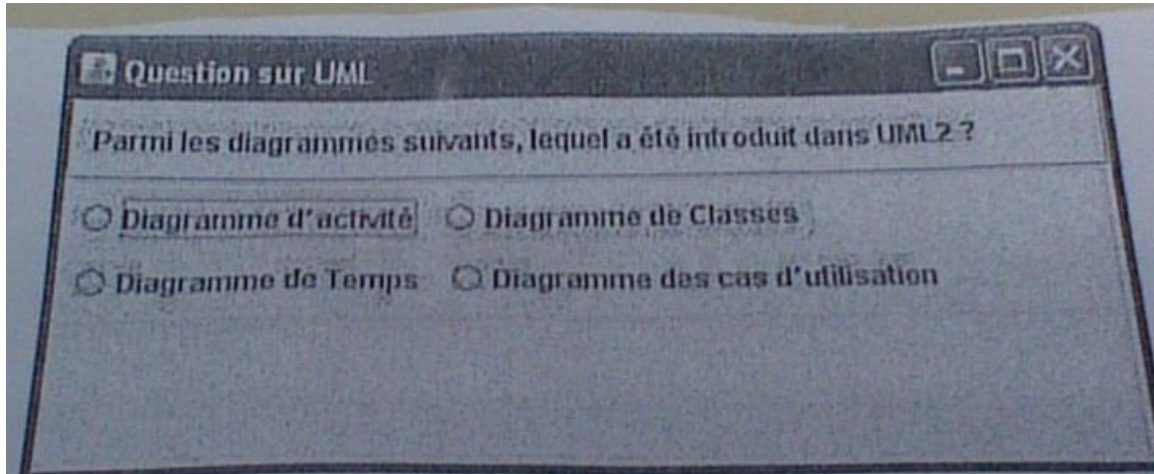 Question sur UML
Parmi les diagrammes suivants, lequel a été introduit dans UML2 ?
Diagramme d'activité Diagramme de Classes
Diagramme de Temps Diagramme des cas d'utilisation